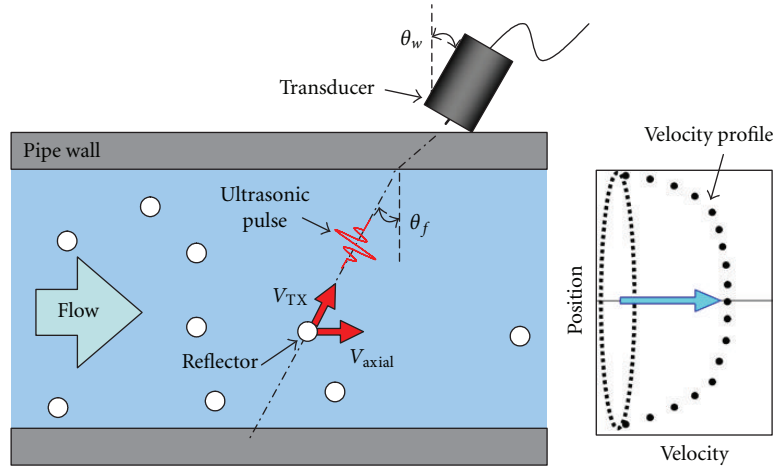 θw
Transducer
Pipe wall
Velocity profile
Ultrasonic
pulse
θf
Flow
VTX
Reflector
Vaxial
Position
Velocity